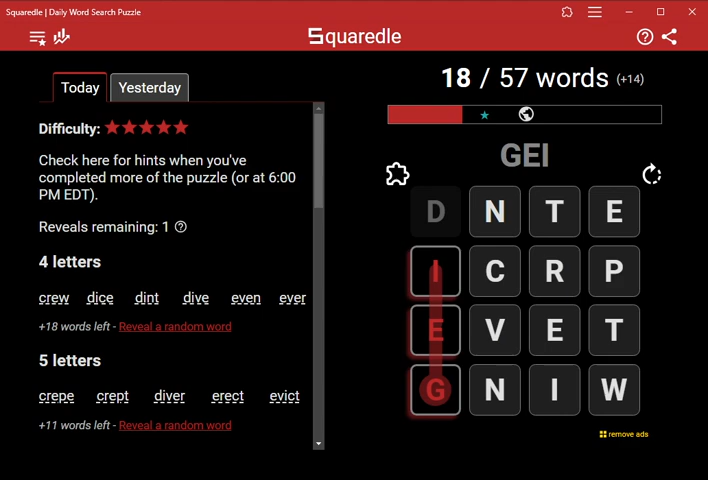 Squaredle | Daily Word Search Puzzle
Squaredle
Today
Yesterday
Difficulty:
Check here for hints when you've
completed more of the puzzle (or at 6:00
PM EDT).
Reveals remaining: 1
4 letters
crew dice dint dive even ever
+18 words left - Reveal a random word
5 letters
crepe crept diver erect evict
+11 words left - Reveal a random word
18 / 57 words (+14)
GEI
D N T E
I C R P
E V E T
G N I W
remove ads